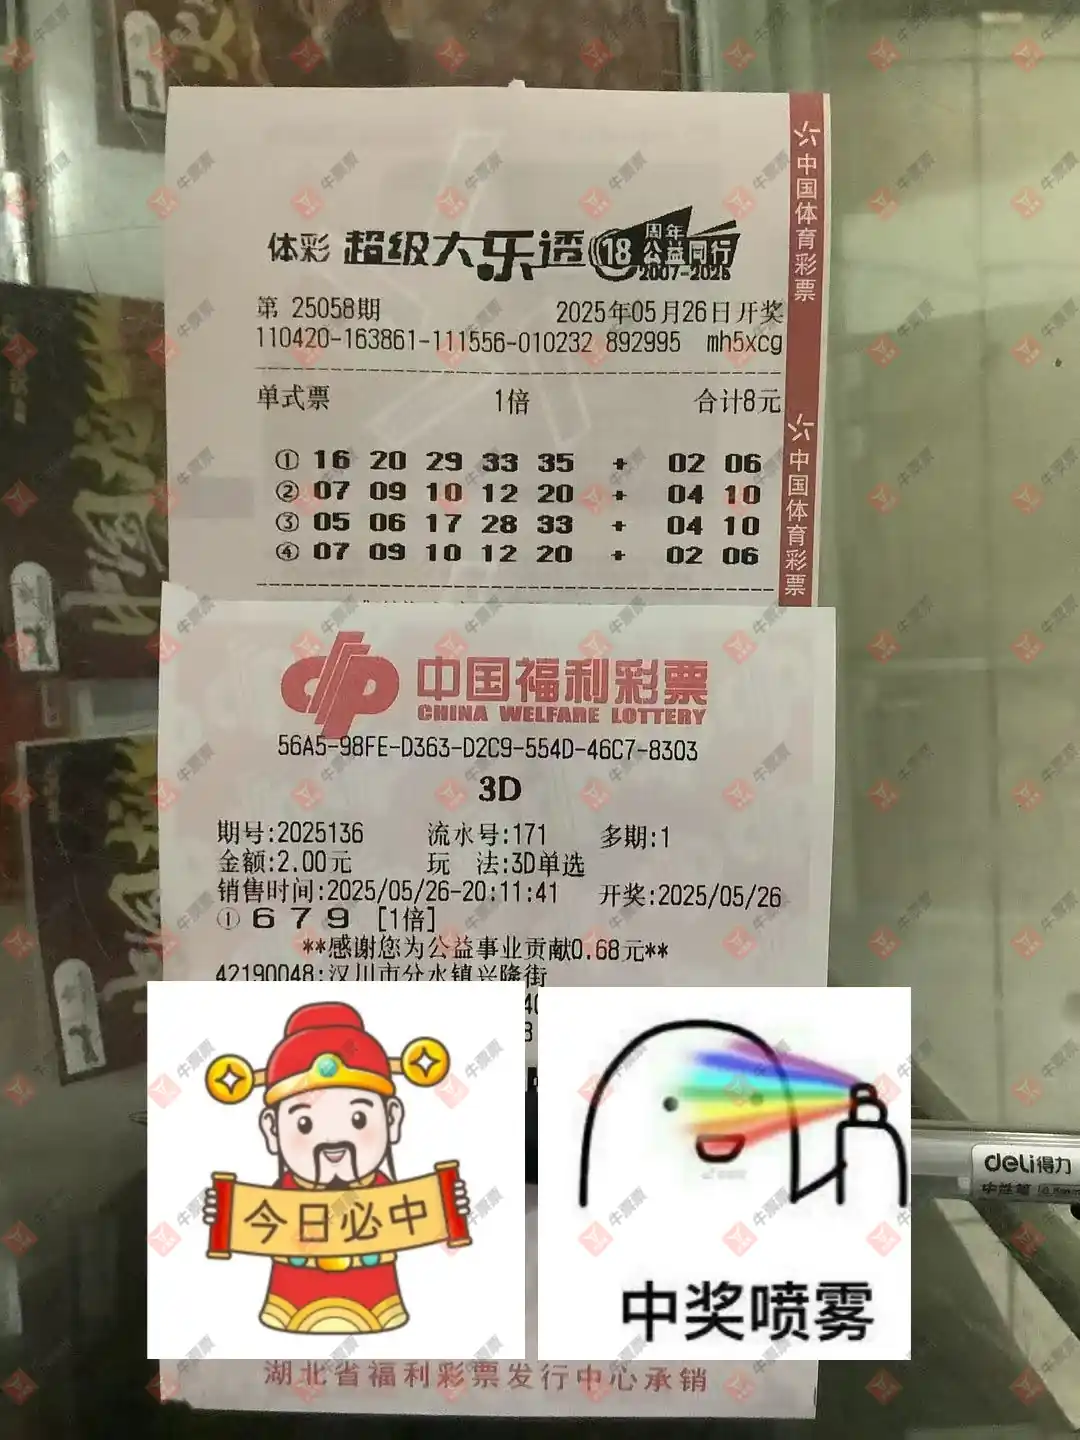 体彩 超级大乐透 18周年 公益同行 2007-2025
第 25058期 2025年05月26日开奖
110420-163861-111556-010232 892995 mh5xcg
单式票 1倍 合计8元
① 16 20 29 33 35 + 02 06
② 07 09 10 12 20 + 04 10
③ 05 06 17 28 33 + 04 10
④ 07 09 10 12 20 + 02 06
中国体育彩票
中国体育彩票
中国福利彩票
CHINA WELFARE LOTTERY
56A5-98FE-D363-D2C9-554D-46C7-8303
3D
期号:2025136 流水号:171 多期:1
金额:2.00元 玩 法:3D单选
销售时间:2025/05/26-20:11:41 开奖:2025/05/26
① 6 7 9 [1倍]
**感谢您为公益事业贡献0.68元**
42190048:汉川市分水镇兴隆街
今日必中
中奖喷雾
湖北省福利彩票发行中心承销
deli得力
中性笔
牛票票